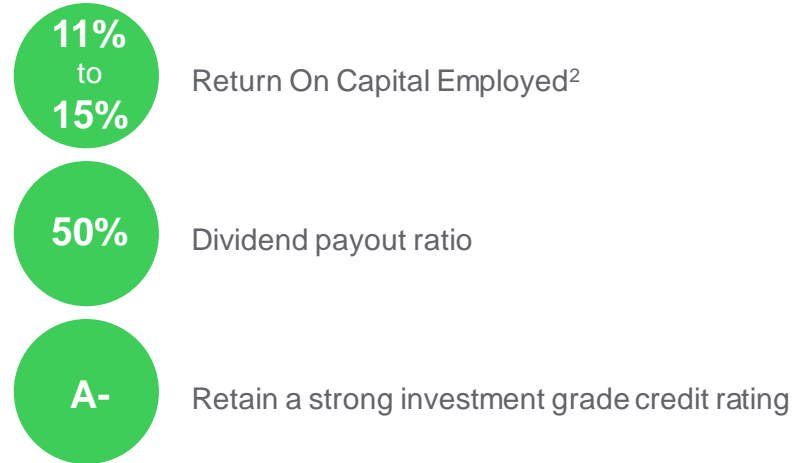 11%
to
15%
Return On Capital Employed²
50%
Dividend payout ratio
A-
Retain a strong investment grade credit rating